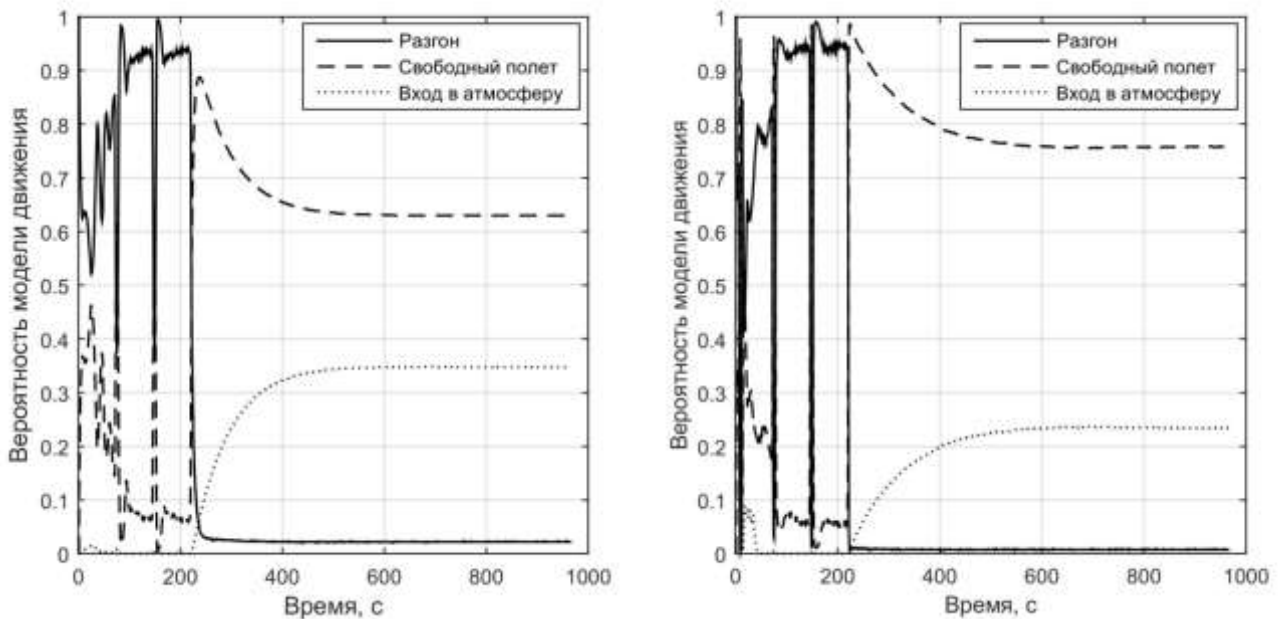 Вероятность модели движения
1
0.9
0.8
0.7
0.6
0.5
0.4
0.3
0.2
0.1
0
Разгон
Свободный полет
Вход в атмосферу
0 200 400 600 800 1000
Время, с
Вероятность модели движения
1
0.9
0.8
0.7
0.6
0.5
0.4
0.3
0.2
0.1
0
Разгон
Свободный полет
Вход в атмосферу
0 200 400 600 800 1000
Время, с